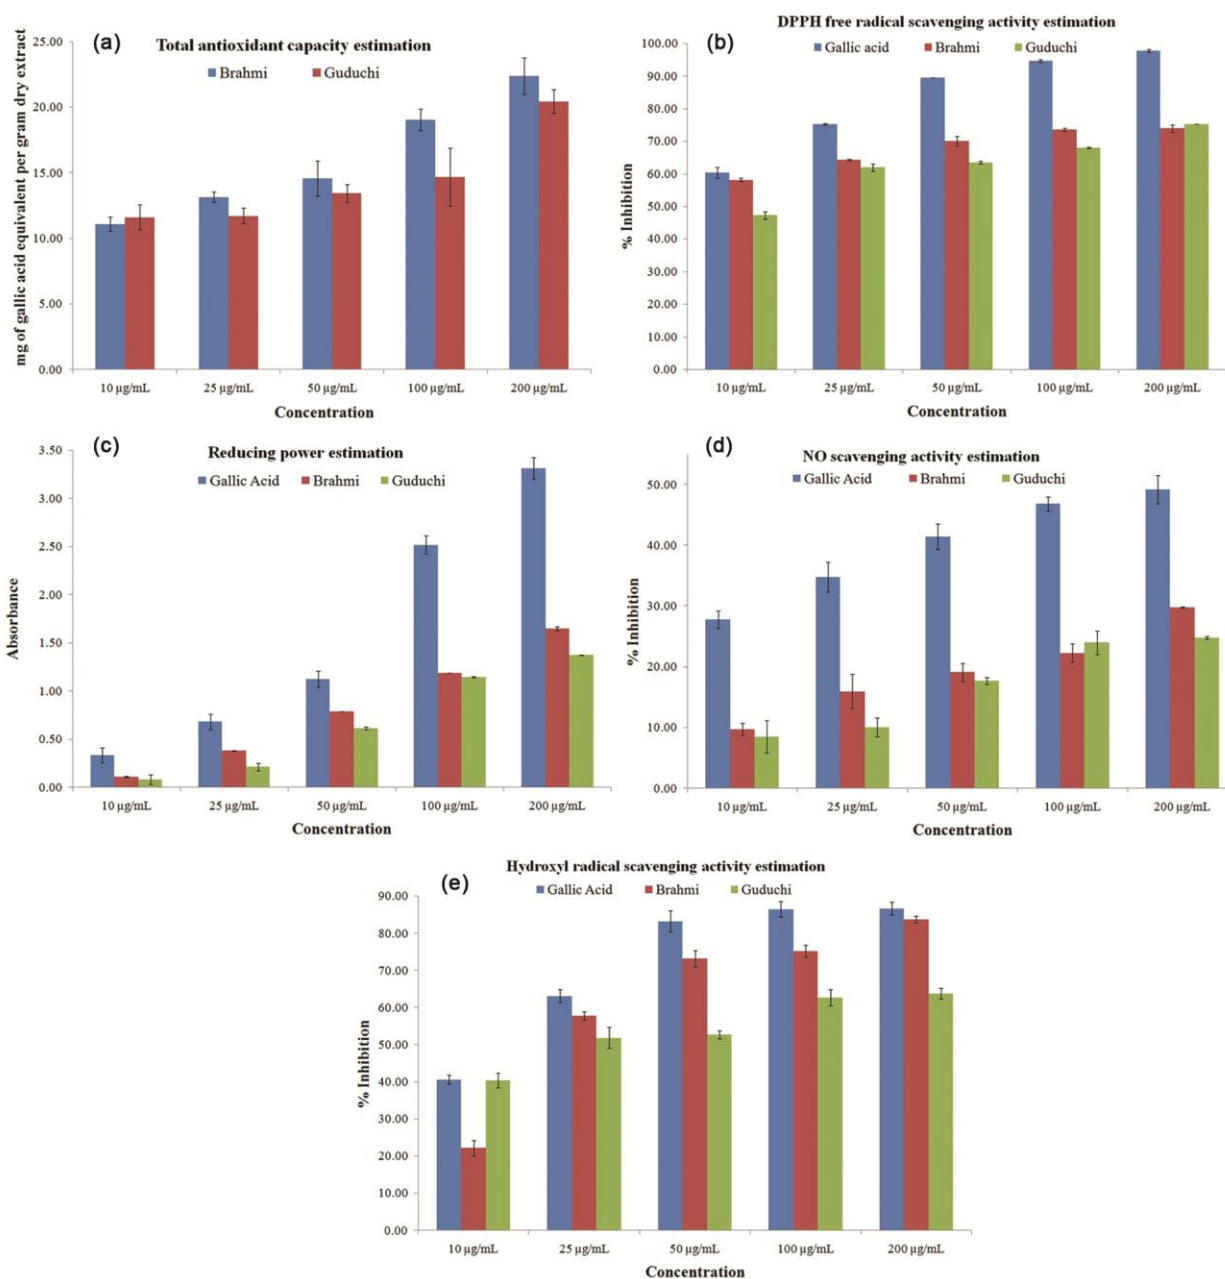 (a)
Total antioxidant capacity estimation
Brahmi Guduchi
mg of gallic acid equivalent per gram dry extract
25.00
20.00
15.00
10.00
5.00
0.00
10 µg/mL 25 µg/mL 50 µg/mL 100 µg/mL 200 µg/mL
Concentration
(b)
DPPH free radical scavenging activity estimation
Gallic acid Brahmi Guduchi
% Inhibition
100.00
90.00
80.00
70.00
60.00
50.00
40.00
30.00
20.00
10.00
0.00
10 µg/mL 25 µg/mL 50 µg/mL 100 µg/mL 200 µg/mL
Concentration
(c)
Reducing power estimation
Gallic Acid Brahmi Guduchi
Absorbance
3.50
3.00
2.50
2.00
1.50
1.00
0.50
0.00
10 µg/mL 25 µg/mL 50 µg/mL 100 µg/mL 200 µg/mL
Concentration
(d)
NO scavenging activity estimation
Gallic Acid Brahmi Guduchi
% Inhibition
50.00
40.00
30.00
20.00
10.00
0.00
10 µg/mL 25 µg/mL 50 µg/mL 100 µg/mL 200 µg/mL
Concentration
(e)
Hydroxyl radical scavenging activity estimation
Gallic Acid Brahmi Guduchi
% Inhibition
90.00
80.00
70.00
60.00
50.00
40.00
30.00
20.00
10.00
0.00
10 µg/mL 25 µg/mL 50 µg/mL 100 µg/mL 200 µg/mL
Concentration